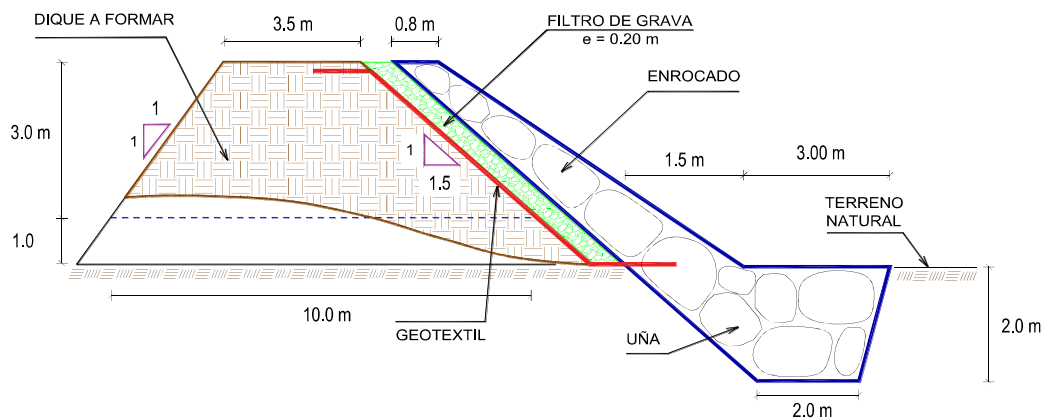 DIQUE A FORMAR
3.5 m
0.8 m
FILTRO DE GRAVA
e = 0.20 m
ENROCADO
3.0 m
1
1
1
1.5
1.5 m
3.00 m
TERRENO
NATURAL
1.0
10.0 m
GEOTEXTIL
UÑA
2.0 m
2.0 m